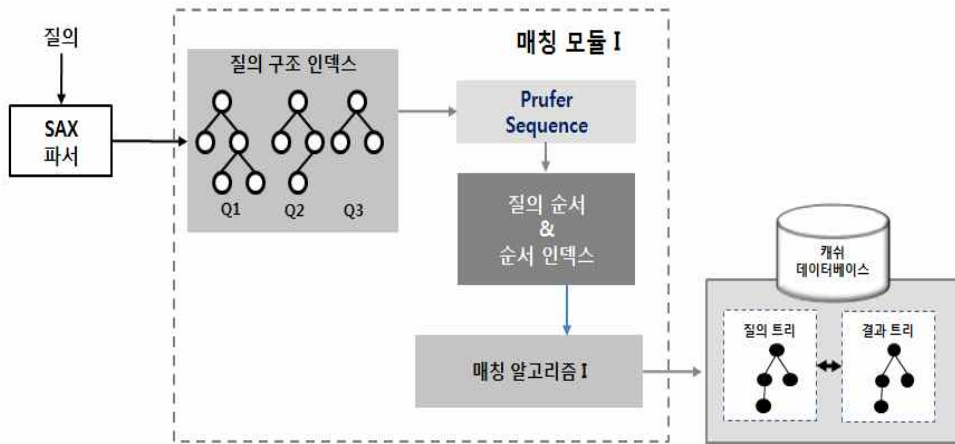 질의
SAX
파서
매칭 모듈 I
질의 구조 인덱스
Q1
Q2
Q3
Prufer
Sequence
질의 순서
&
순서 인덱스
매칭 알고리즘 I
캐쉬
데이터베이스
질의 트리
결과 트리